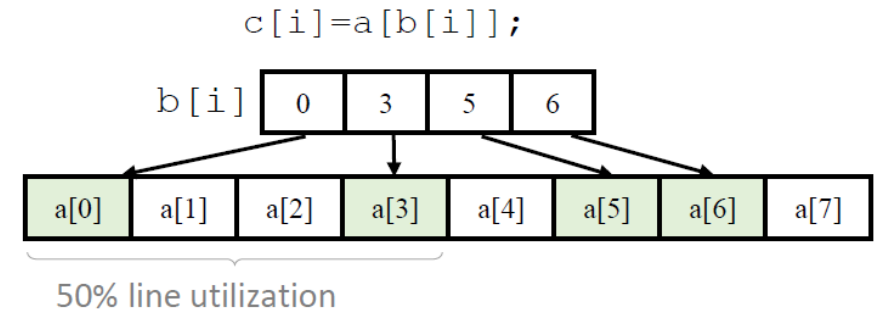 c[i]=a[b[i]];
b[i] 0 3 5 6
a[0] a[1] a[2] a[3] a[4] a[5] a[6] a[7]
50% line utilization